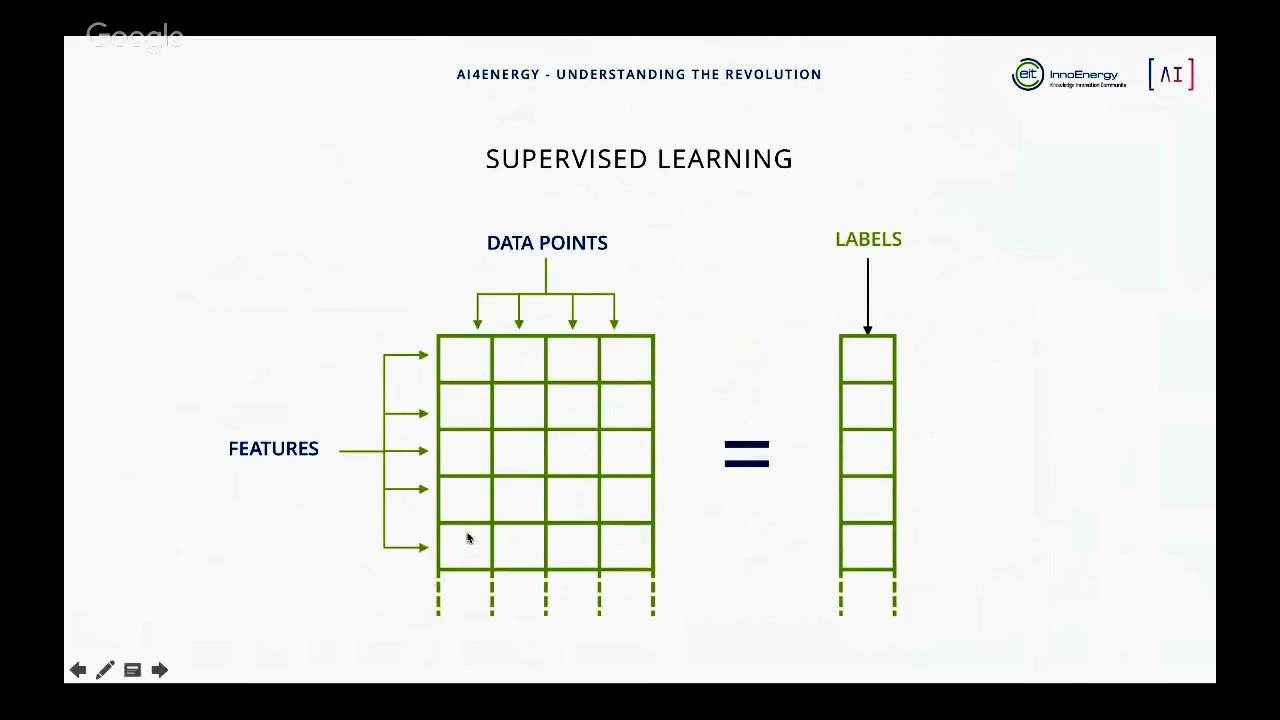 Google
AI4ENERGY - UNDERSTANDING THE REVOLUTION
eit InnoEnergy
Knowledge Innovation Community
[AI]
SUPERVISED LEARNING
DATA POINTS
LABELS
FEATURES
=